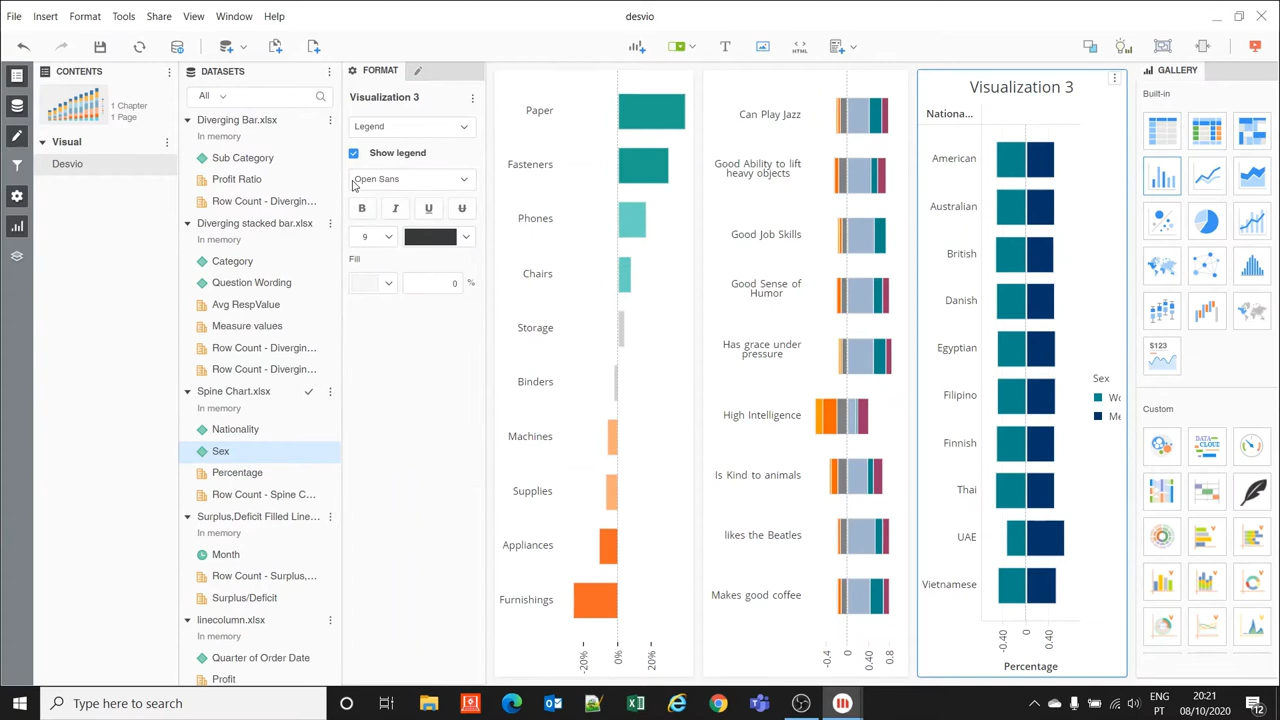 File Insert Format Tools Share View Window Help desvio
T HTML
CONTENTS
1 Chapter
1 Page
Visual
Desvio
DATASETS
All
Diverging Bar.xlsx
In memory
Sub Category
Profit Ratio
Row Count - Divergin...
Diverging stacked bar.xlsx
In memory
Category
Question Wording
Avg RespValue
Measure values
Row Count - Divergin...
Row Count - Divergin...
Spine Chart.xlsx
In memory
Nationality
Sex
Percentage
Row Count - Spine C...
Surplus,Deficit Filled Line...
In memory
Month
Row Count - Surplus,...
Surplus/Deficit
linecolumn.xlsx
In memory
Quarter of Order Date
Profit
FORMAT
Visualization 3
Legend
Show legend
Open Sans
B I U
9
Fill
0 %
Paper
Fasteners
Phones
Chairs
Storage
Binders
Machines
Supplies
Appliances
Furnishings
-20% 0% 20%
Can Play Jazz
Good Ability to lift
heavy objects
Good Job Skills
Good Sense of
Humor
Has grace under
pressure
High Intelligence
Is Kind to animals
likes the Beatles
Makes good coffee
-0.4 0 0.40 0.8
Visualization 3
Nationa...
American
Australian
British
Danish
Egyptian
Filipino
Finnish
Thai
UAE
Vietnamese
-0.40 0 0.40
Percentage
Sex
Wo
Me
GALLERY
Built-in
$123
Custom
DATA CLOUD
Type here to search
ENG
PT
20:21
08/10/2020